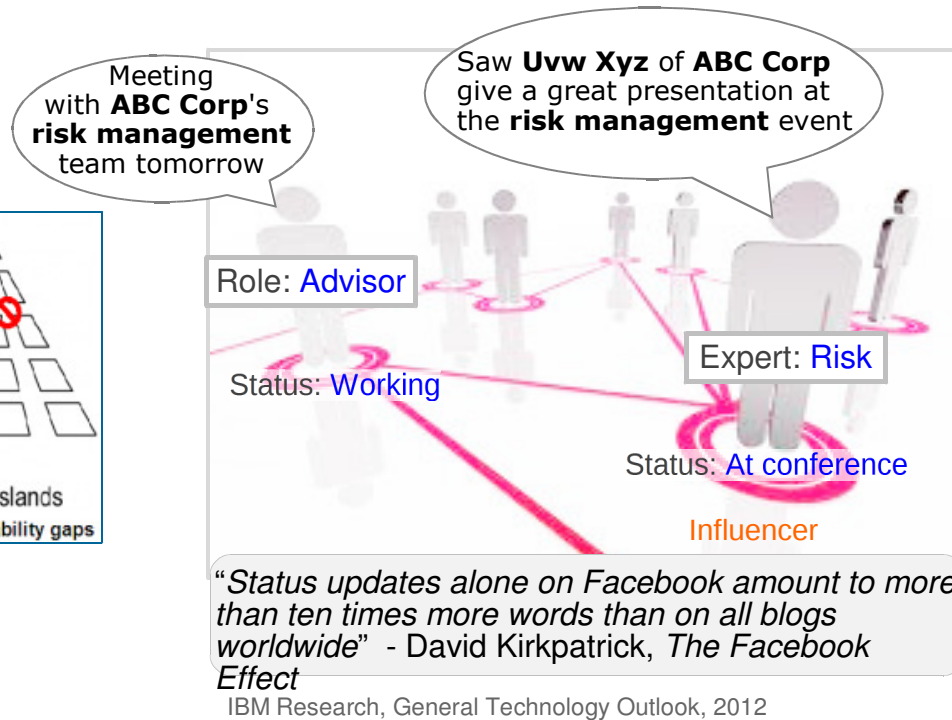 Meeting
with ABC Corp's
risk management
team tomorrow
Saw Uvw Xyz of ABC Corp
give a great presentation at
the risk management event
Role: Advisor
Status: Working
Expert: Risk
Status: At conference
Influencer
slands
bility gaps
“Status updates alone on Facebook amount to more
than ten times more words than on all blogs
worldwide” - David Kirkpatrick, The Facebook
Effect
IBM Research, General Technology Outlook, 2012